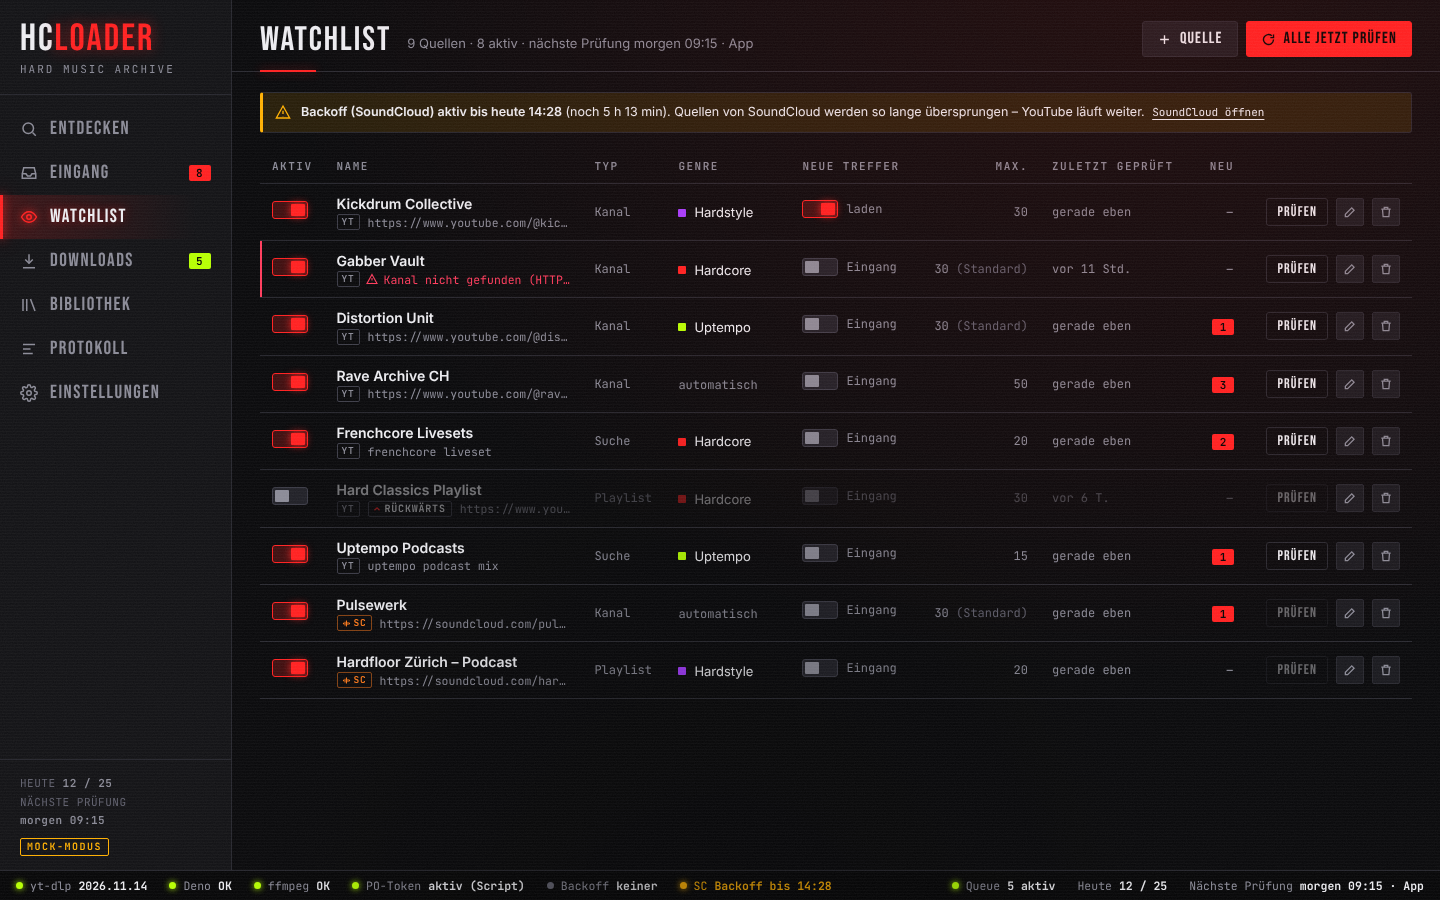 HCLOADER
HARD MUSIC ARCHIVE
ENTDECKEN
EINGANG 8
WATCHLIST
DOWNLOADS 5
BIBLIOTHEK
PROTOKOLL
EINSTELLUNGEN
HEUTE 12 / 25
NÄCHSTE PRÜFUNG
morgen 09:15
MOCK-MODUS
WATCHLIST 9 Quellen · 8 aktiv · nächste Prüfung morgen 09:15 · App
+ QUELLE
ALLE JETZT PRÜFEN
Backoff (SoundCloud) aktiv bis heute 14:28 (noch 5 h 13 min). Quellen von SoundCloud werden so lange übersprungen – YouTube läuft weiter. SoundCloud öffnen
AKTIV NAME TYP GENRE NEUE TREFFER MAX. ZULETZT GEPRÜFT NEU
Kickdrum Collective
YT https://www.youtube.com/@kic…
Kanal Hardstyle laden 30 gerade eben – PRÜFEN
Gabber Vault
YT Kanal nicht gefunden (HTTP…
Kanal Hardcore Eingang 30 (Standard) vor 11 Std. – PRÜFEN
Distortion Unit
YT https://www.youtube.com/@dis…
Kanal Uptempo Eingang 30 (Standard) gerade eben 1 PRÜFEN
Rave Archive CH
YT https://www.youtube.com/@rav…
Kanal automatisch Eingang 50 gerade eben 3 PRÜFEN
Frenchcore Livesets
YT frenchcore liveset
Suche Hardcore Eingang 20 gerade eben 2 PRÜFEN
Hard Classics Playlist
YT RÜCKWÄRTS https://www.you…
Playlist Hardcore Eingang 30 vor 6 T. – PRÜFEN
Uptempo Podcasts
YT uptempo podcast mix
Suche Uptempo Eingang 15 gerade eben 1 PRÜFEN
Pulsewerk
SC https://soundcloud.com/pul…
Kanal automatisch Eingang 30 (Standard) gerade eben 1 PRÜFEN
Hardfloor Zürich – Podcast
SC https://soundcloud.com/har…
Playlist Hardstyle Eingang 20 gerade eben – PRÜFEN
yt-dlp 2026.11.14 Deno OK ffmpeg OK PO-Token aktiv (Script) Backoff keiner SC Backoff bis 14:28 Queue 5 aktiv Heute 12 / 25 Nächste Prüfung morgen 09:15 · App